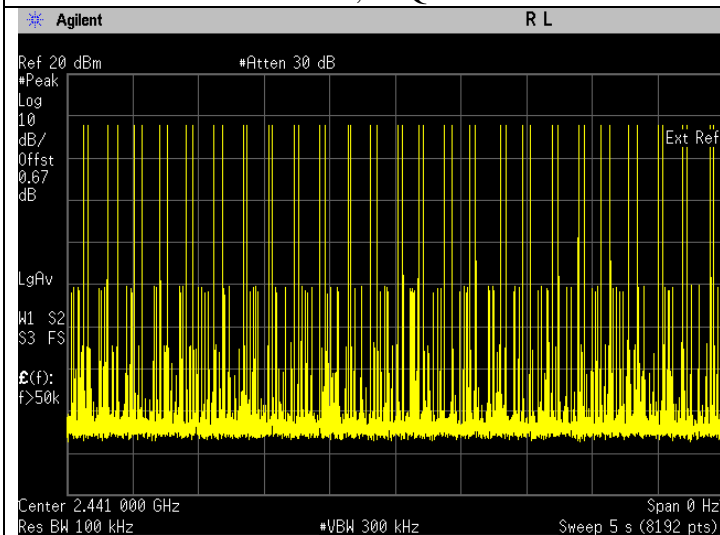 Agilent R L
Ref 20 dBm #Atten 30 dB
#Peak
Log
10
dB/
Offst
0.67
dB
Ext Ref
LgAv
W1 S2
S3 FS
£(f):
f>50k
Center 2.441 000 GHz Span 0 Hz
Res BW 100 kHz #VBW 300 kHz Sweep 5 s (8192 pts)